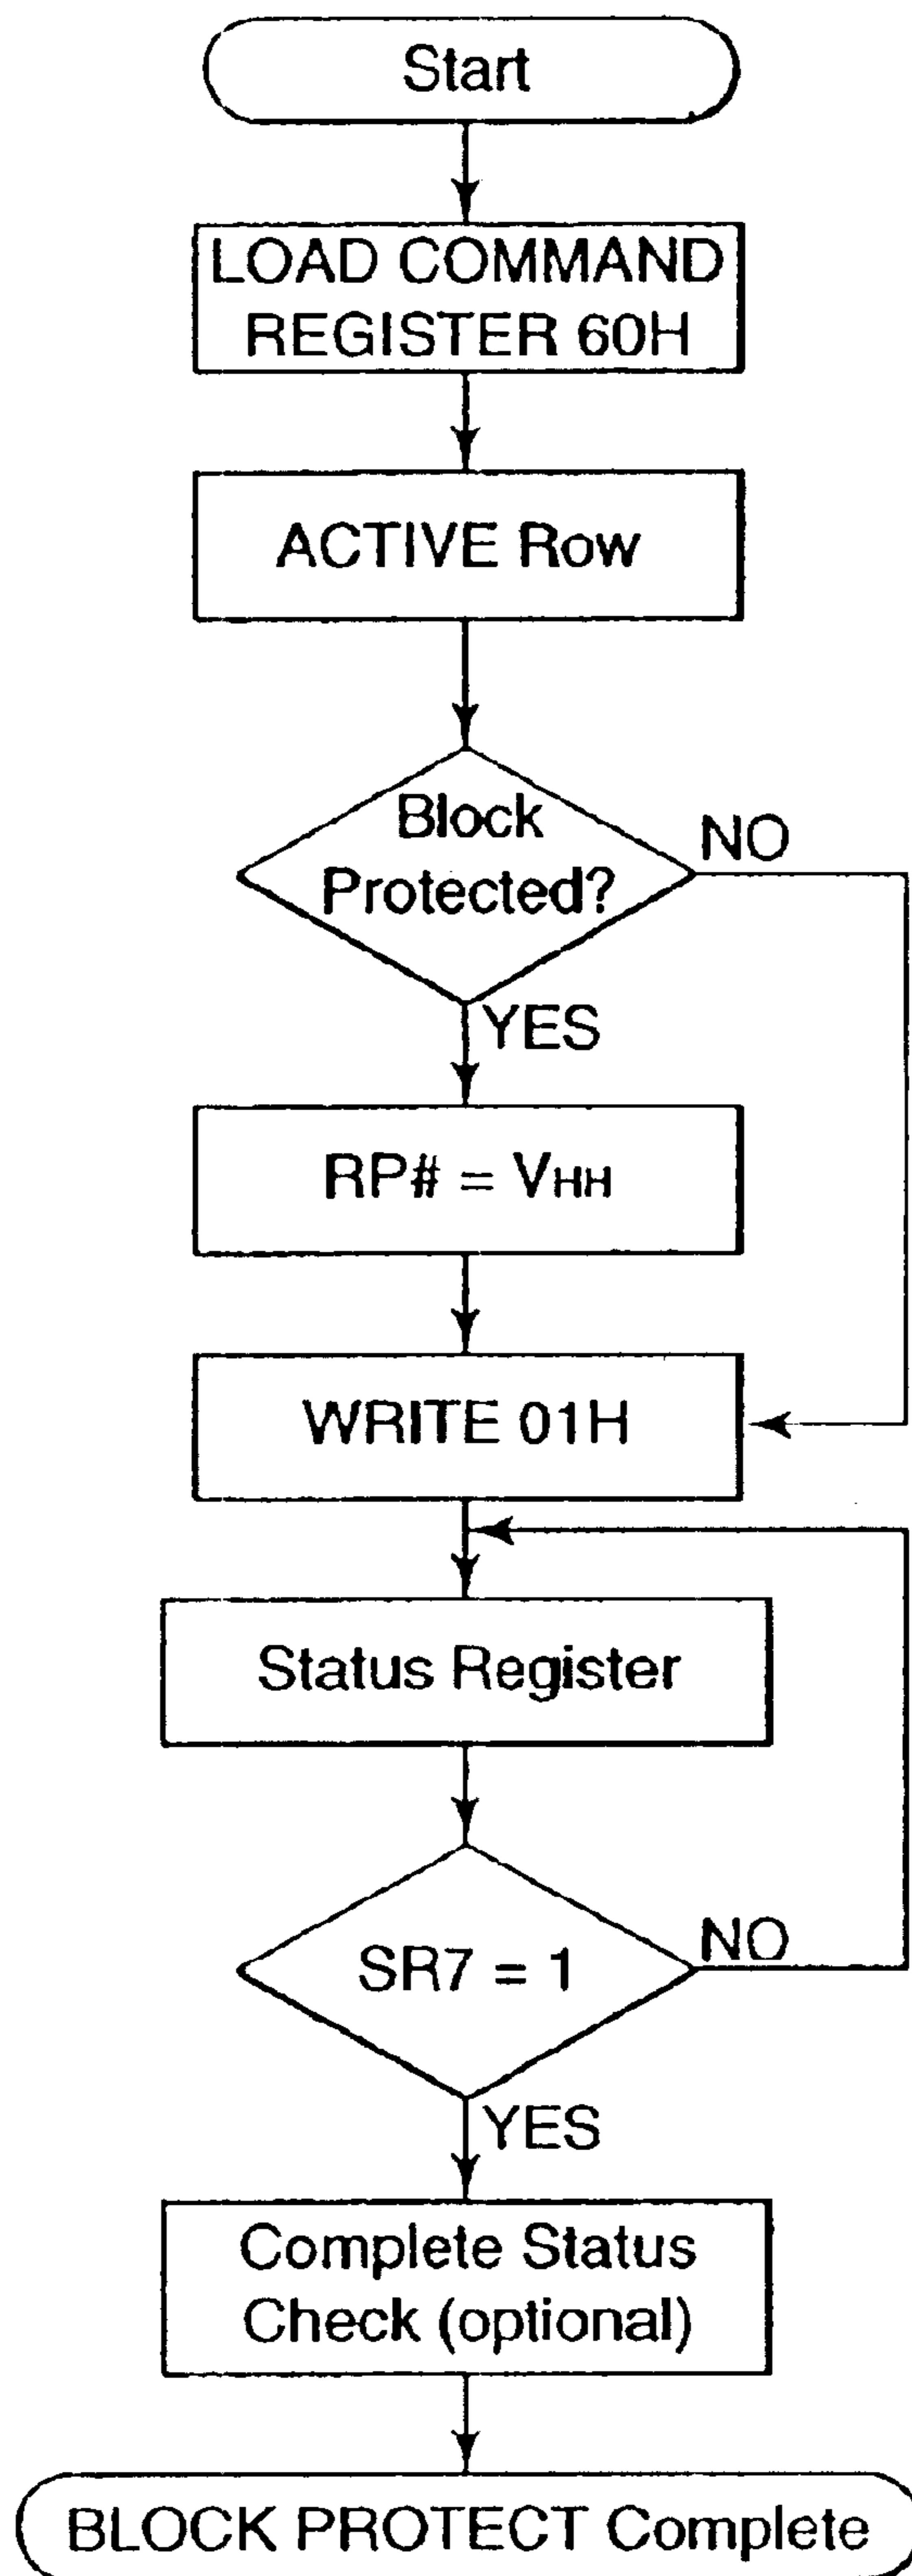 Start
LOAD COMMAND
REGISTER 60H
ACTIVE Row
Block
Protected?
NO
YES
RP# = VHH
WRITE 01H
Status Register
SR7 = 1
NO
YES
Complete Status
Check (optional)
BLOCK PROTECT Complete